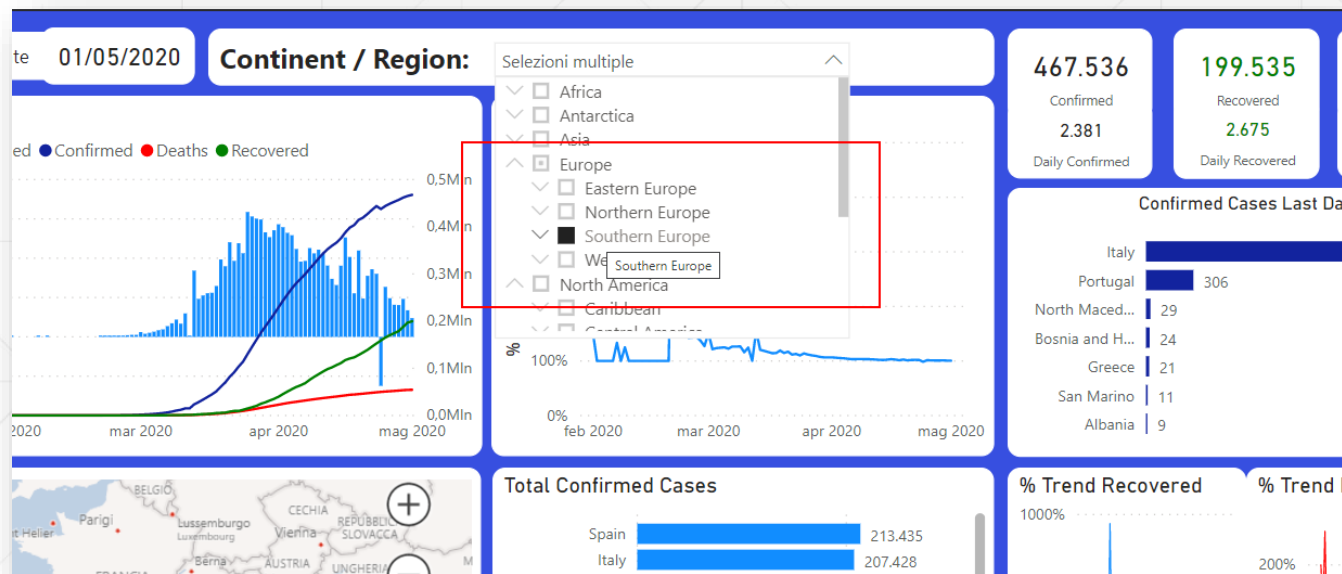 te 01/05/2020
Continent / Region:
Selezioni multiple
Africa
Antarctica
Asia
Europe
Eastern Europe
Northern Europe
Southern Europe
We
Southern Europe
North America
Caribbean
Central America
467.536
Confirmed
2.381
Daily Confirmed
199.535
Recovered
2.675
Daily Recovered
ed Confirmed Deaths Recovered
0,5Mln
0,4Mln
0,3Mln
0,2Mln
0,1Mln
0,0Mln
2020 mar 2020 apr 2020 mag 2020
%
100%
0%
feb 2020 mar 2020 apr 2020 mag 2020
Confirmed Cases Last Da
Italy
Portugal 306
North Maced... 29
Bosnia and H... 24
Greece 21
San Marino 11
Albania 9
BELGIO
CECHIA
Parigi
Lussemburgo
Luxembourg
REPUBBLIC
SLOVACCA
Vienna
t Helier
Berna
AUSTRIA
UNGHERIA
M
FRANCIA
Total Confirmed Cases
Spain 213.435
Italy 207.428
% Trend Recovered
1000%
% Trend
200%